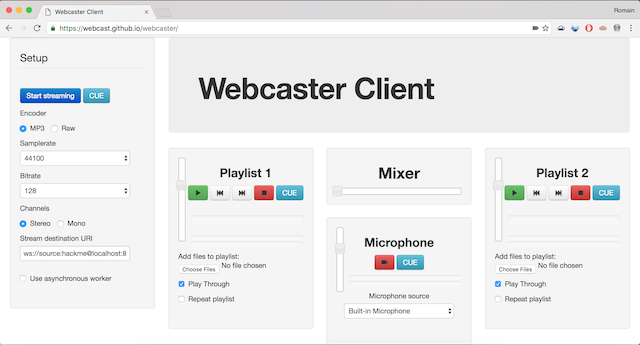 Webcaster Client
Romain
https://webcast.github.io/webcaster/
Setup
Start streaming CUE
Encoder
MP3 Raw
Samplerate
44100
Bitrate
128
Channels
Stereo Mono
Stream destination URI
ws://source:hackme@localhost:8
Use asynchronous worker
Webcaster Client
Playlist 1
CUE
Add files to playlist:
Choose Files No file chosen
Play Through
Repeat playlist
Mixer
Microphone
CUE
Microphone source
Built-in Microphone
Playlist 2
CUE
Add files to playlist:
Choose Files No file chosen
Play Through
Repeat playlist